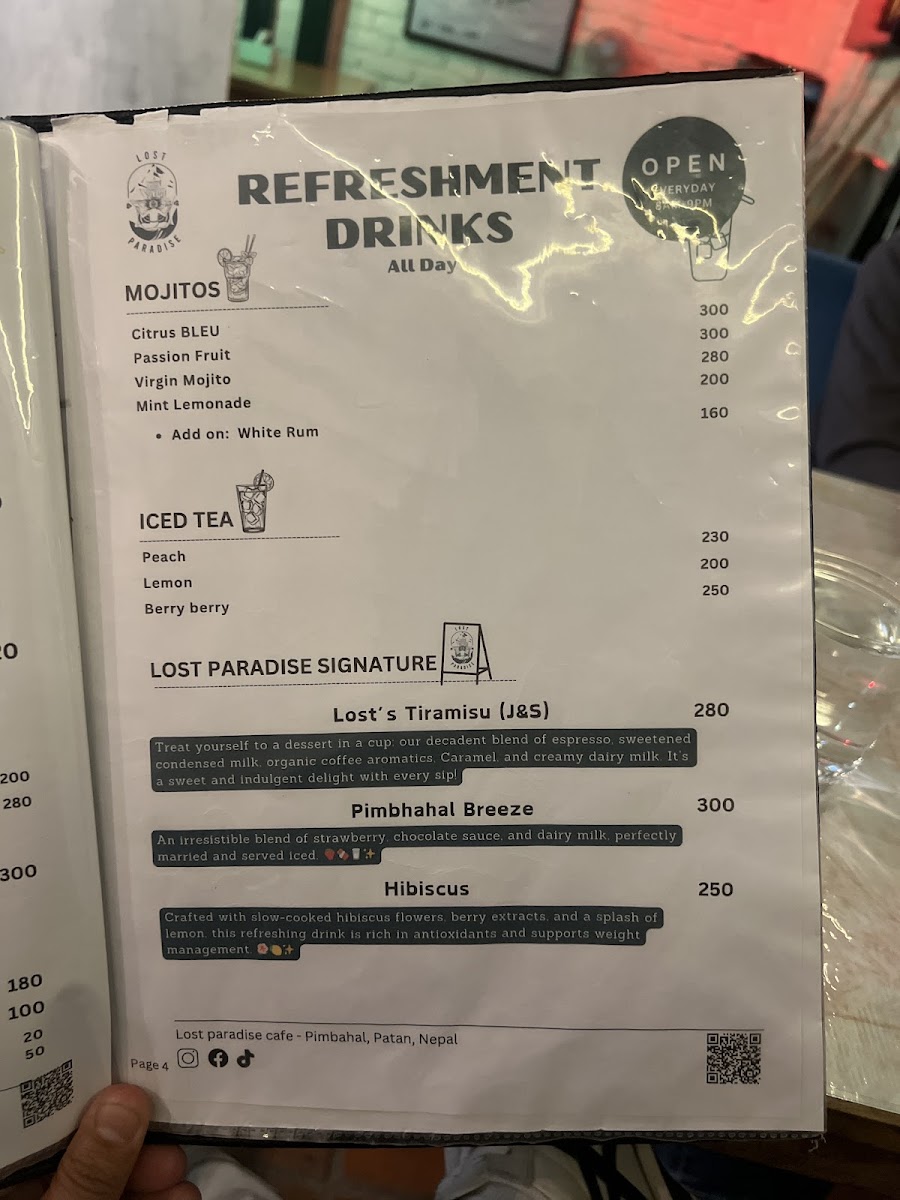 LOST
PARADISE
REFRESHMENT
DRINKS
All Day
OPEN
EVERYDAY
MOJITOS
Citrus BLEU 300
Passion Fruit 300
Virgin Mojito 280
Mint Lemonade 200
• Add on: White Rum 160
ICED TEA
Peach 230
Lemon 200
Berry berry 250
LOST PARADISE SIGNATURE
LOST
PARADISE
Lost's Tiramisu (J&S) 280
Treat yourself to a dessert in a cup: our decadent blend of espresso, sweetened
condensed milk, organic coffee aromatics, Caramel, and creamy dairy milk. It's
a sweet and indulgent delight with every sip!
Pimbhahal Breeze 300
An irresistible blend of strawberry, chocolate sauce, and dairy milk, perfectly
married and served iced. 🍓🍫🥛✨
Hibiscus 250
Crafted with slow-cooked hibiscus flowers, berry extracts, and a splash of
lemon, this refreshing drink is rich in antioxidants and supports weight
management. 🌺🍋✨
Lost paradise cafe - Pimbahal, Patan, Nepal
Page 4
200
280
300
180
100
20
50